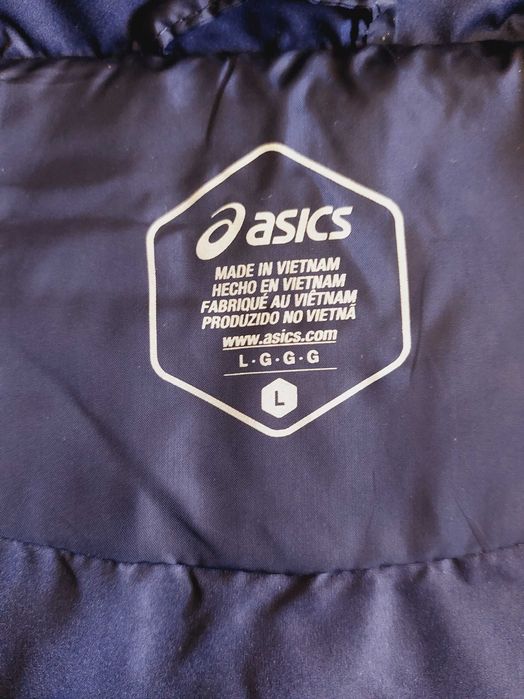 asics
MADE IN VIETNAM
HECHO EN VIETNAM
FABRIQUÉ AU VIÊTNAM
PRODUZIDO NO VIETNÃ
www.asics.com
L·G·G·G
L